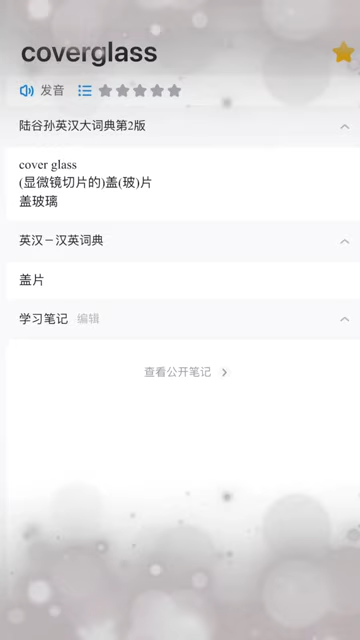 coverglass
发音
陆谷孙英汉大词典第2版
cover glass
(显微镜切片的)盖(玻)片
盖玻璃
英汉－汉英词典
盖片
学习笔记 编辑
查看公开笔记